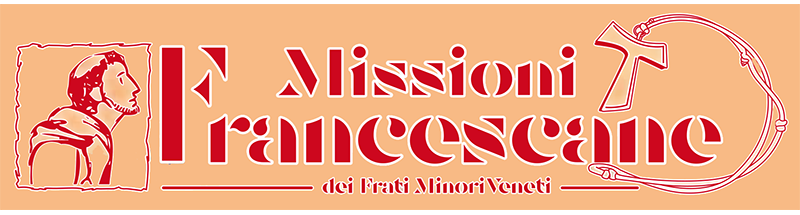 Missioni
Francescane
dei Frati Minori Veneti